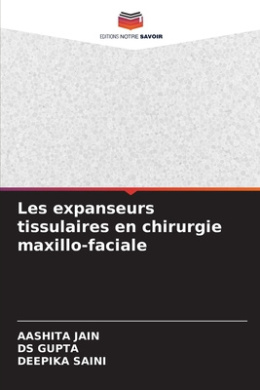 EDITIONS NOTRE SAVOIR
Les expanseurs
tissulaires en chirurgie
maxillo-faciale
AASHITA JAIN
DS GUPTA
DEEPIKA SAINI